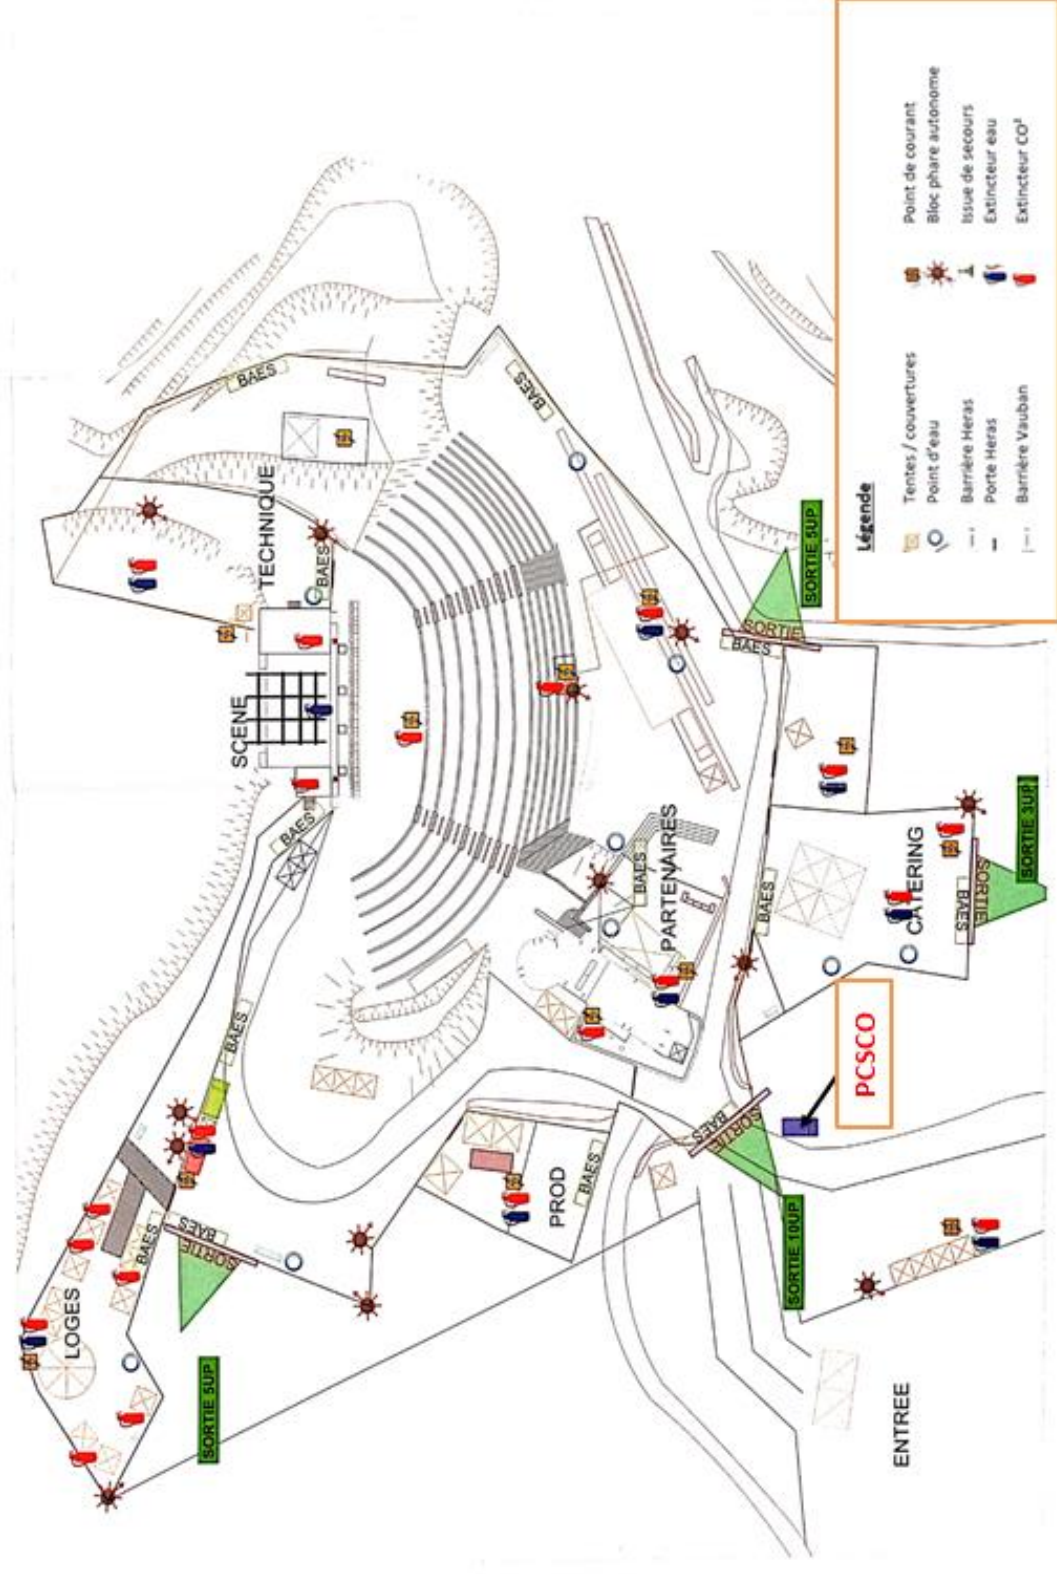 LOGES
SORTIE 5UP
SORTIE
BAES
BAES
BAES
BAES
SCENE
TECHNIQUE
BAES
BAES
BAES
PROD
BAES
PARTENAIRES
BAES
BAES
SORTIE
SORTIE 5UP
BAES
SORTIE
SORTIE 10UP
BAES
CATERING
BAES
SORTIE
SORTIE 3UP
PCSCO
ENTREE
Légende
Tentes / couvertures
Point d'eau
Barrière Heras
Porte Heras
Barrière Vauban
Point de courant
Bloc phare autonome
Issue de secours
Extincteur eau
Extincteur CO²